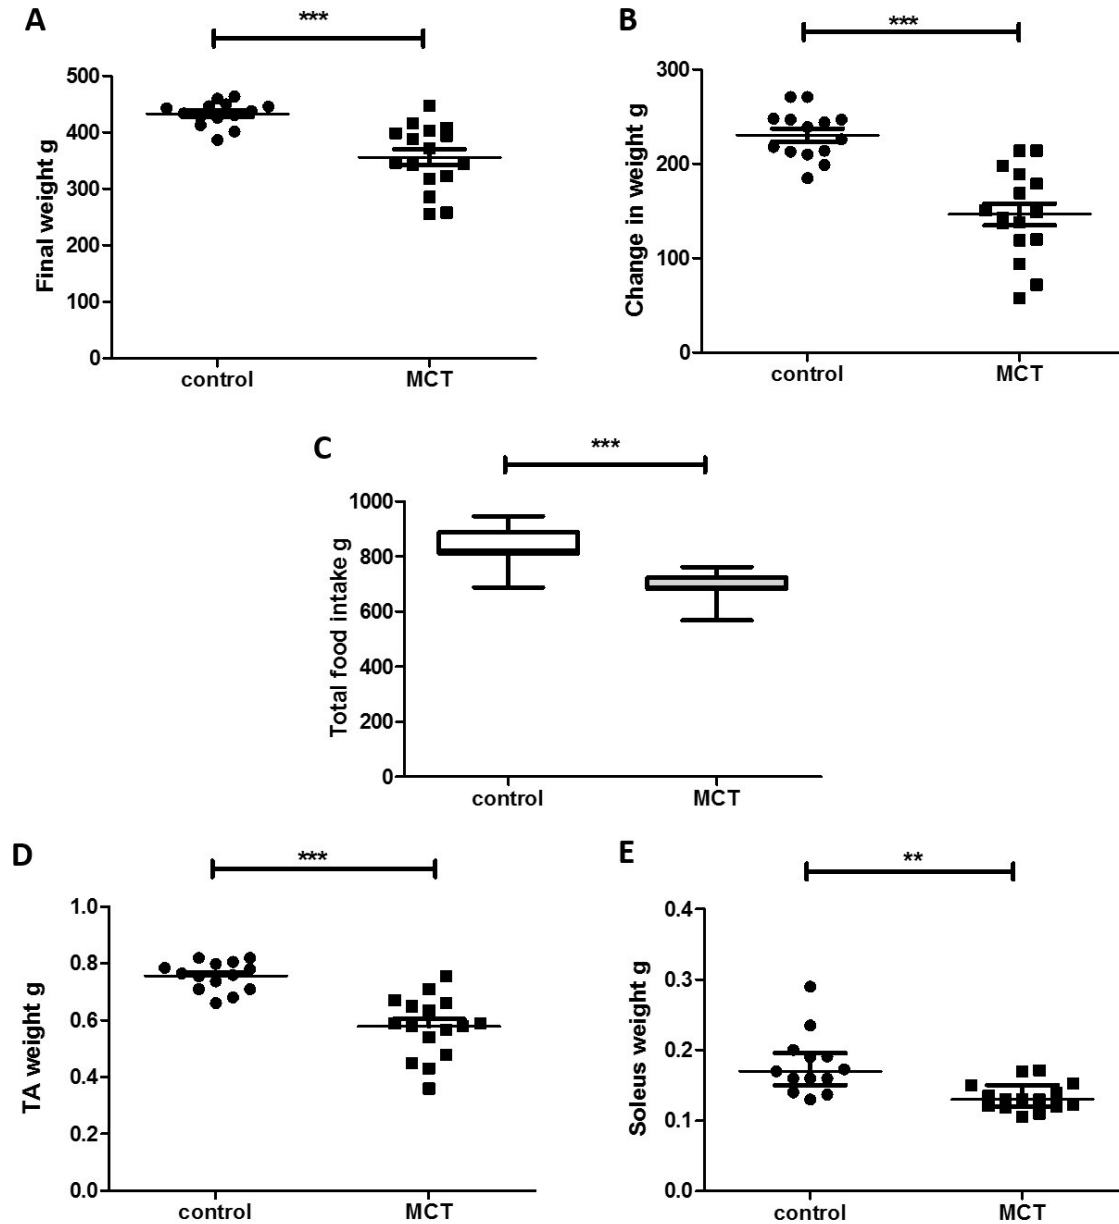 A
***
Final weight g
500
400
300
200
100
0
control
MCT
B
***
Change in weight g
300
200
100
0
control
MCT
C
***
Total food intake g
1000
800
600
400
200
0
control
MCT
D
***
TA weight g
1.0
0.8
0.6
0.4
0.2
0.0
control
MCT
E
**
Soleus weight g
0.4
0.3
0.2
0.1
0.0
control
MCT